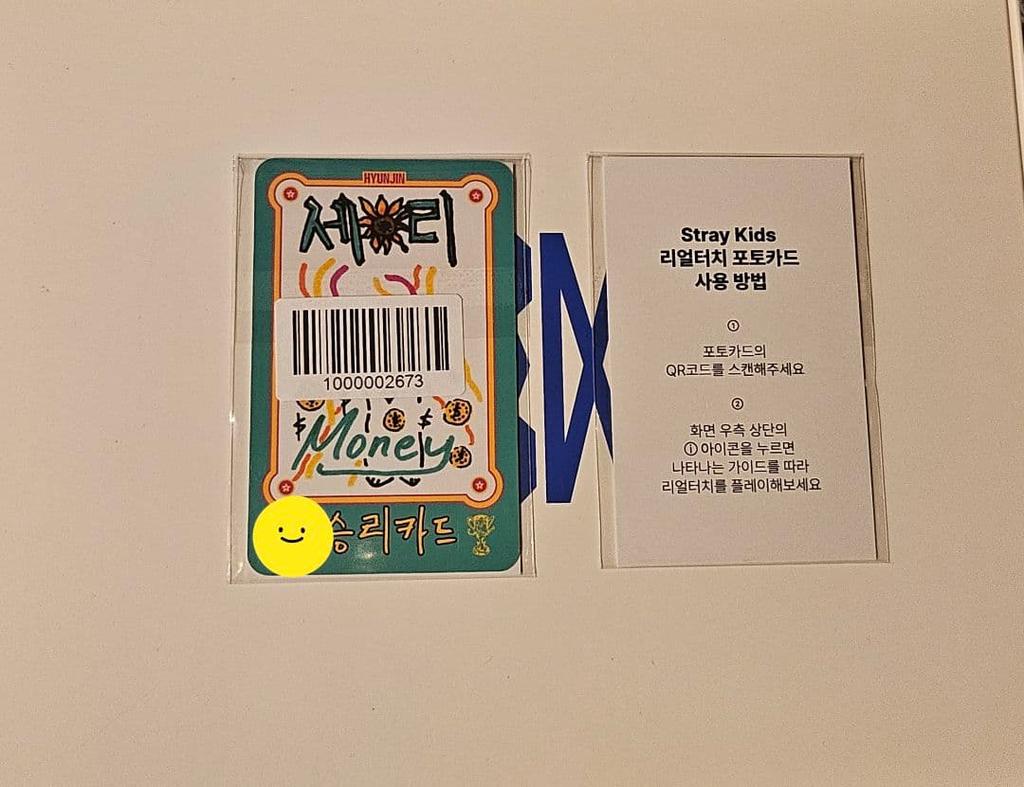 HYUNJIN
세리
1000002673
$ $
Money
승리카드
Stray Kids
리얼터치 포토카드
사용 방법
①
포토카드의
QR코드를 스캔해주세요
②
화면 우측 상단의
ⓘ 아이콘을 누르면
나타나는 가이드를 따라
리얼터치를 플레이해보세요